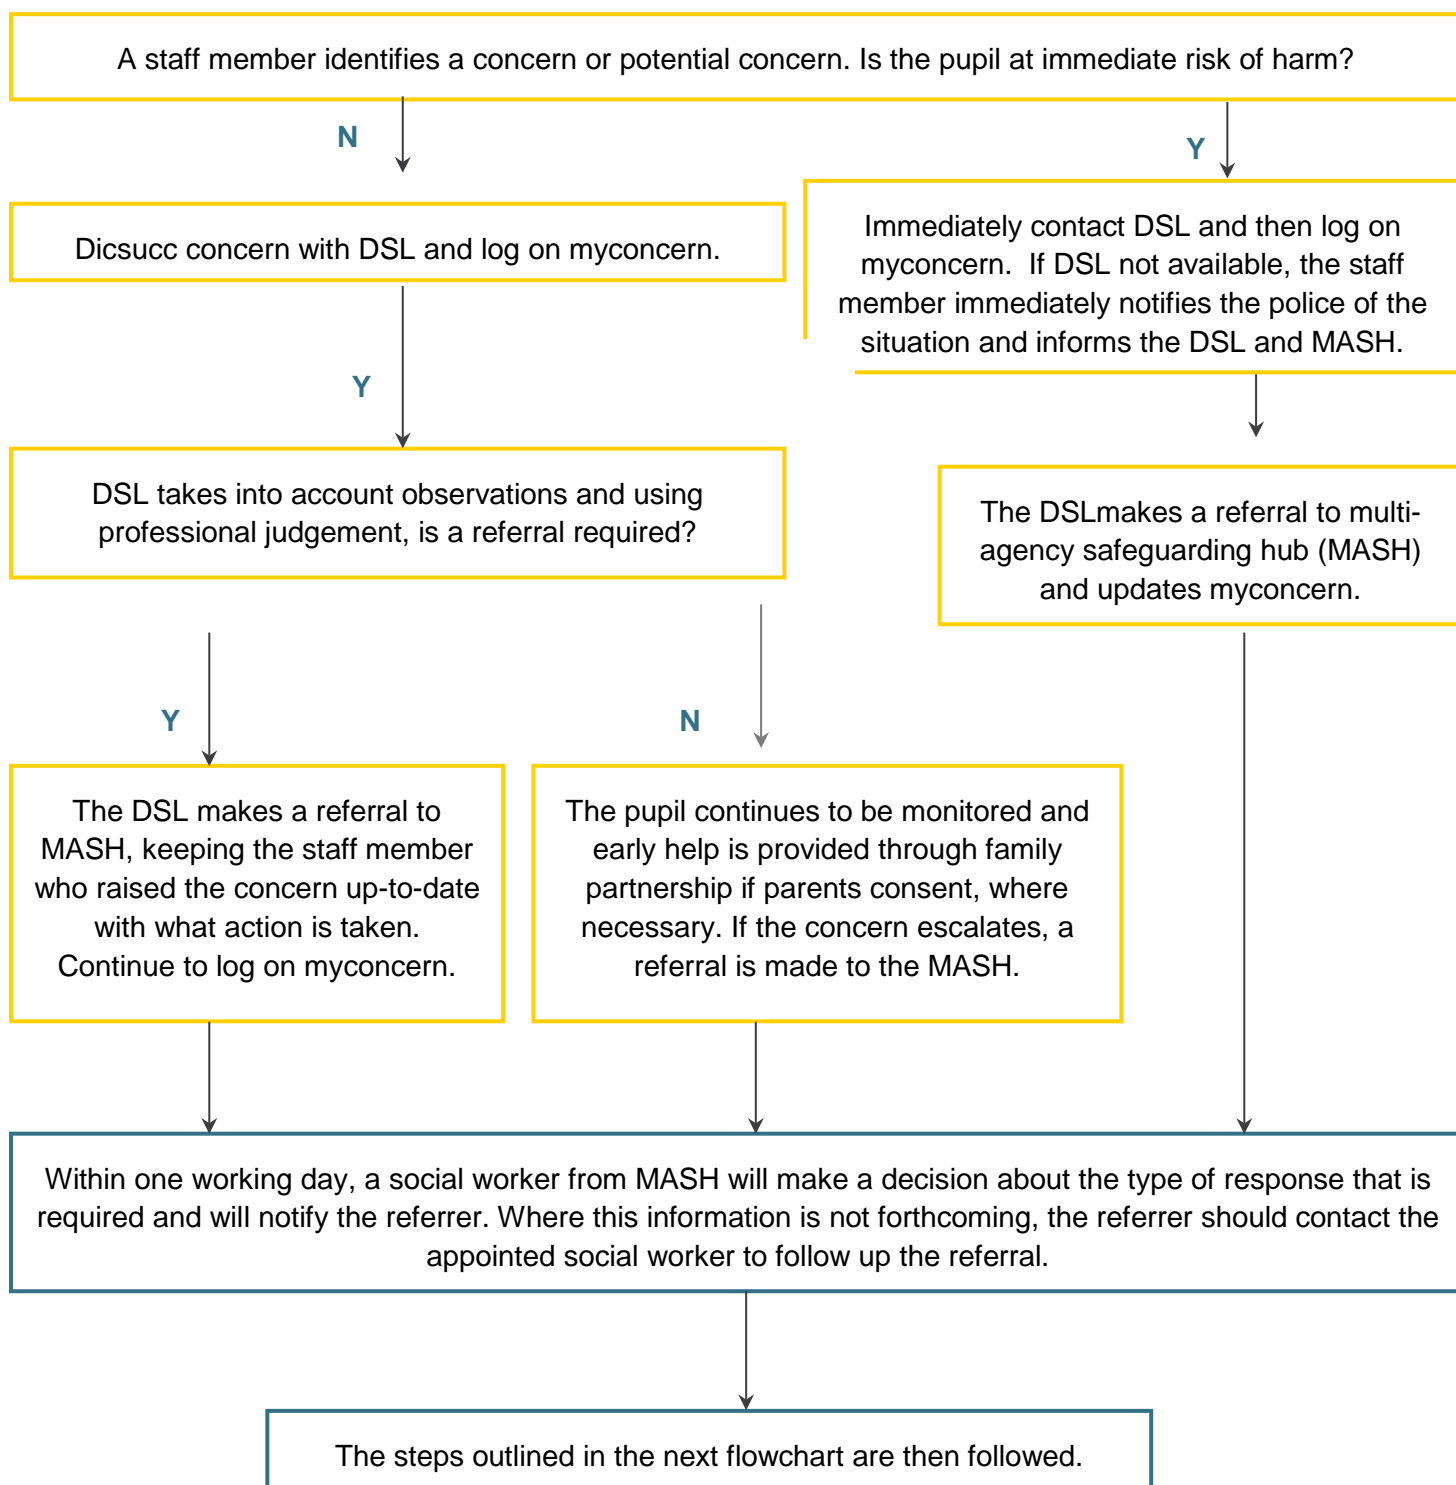 A staff member identifies a concern or potential concern. Is the pupil at immediate risk of harm?
N
Y
Dicsucc concern with DSL and log on myconcern.
Immediately contact DSL and then log on
myconcern.  If DSL not available, the staff
member immediately notifies the police of the
situation and informs the DSL and MASH.
Y
DSL takes into account observations and using
professional judgement, is a referral required?
The DSLmakes a referral to multi-
agency safeguarding hub (MASH)
and updates myconcern.
Y
N
The DSL makes a referral to
MASH, keeping the staff member
who raised the concern up-to-date
with what action is taken.
Continue to log on myconcern.
The pupil continues to be monitored and
early help is provided through family
partnership if parents consent, where
necessary. If the concern escalates, a
referral is made to the MASH.
Within one working day, a social worker from MASH will make a decision about the type of response that is
required and will notify the referrer. Where this information is not forthcoming, the referrer should contact the
appointed social worker to follow up the referral.
The steps outlined in the next flowchart are then followed.